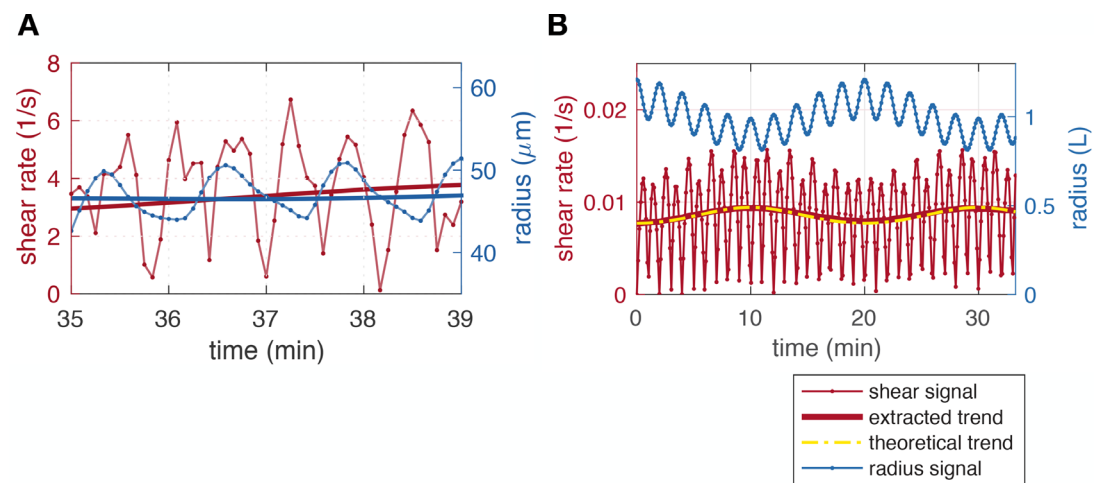 A
B
8
6
4
2
0
shear rate (1/s)
60
50
40
radius (μm)
35
36
37
38
39
time (min)
0.02
0.01
0
shear rate (1/s)
1
0.5
0
radius (L)
0
10
20
30
time (min)
shear signal
extracted trend
theoretical trend
radius signal